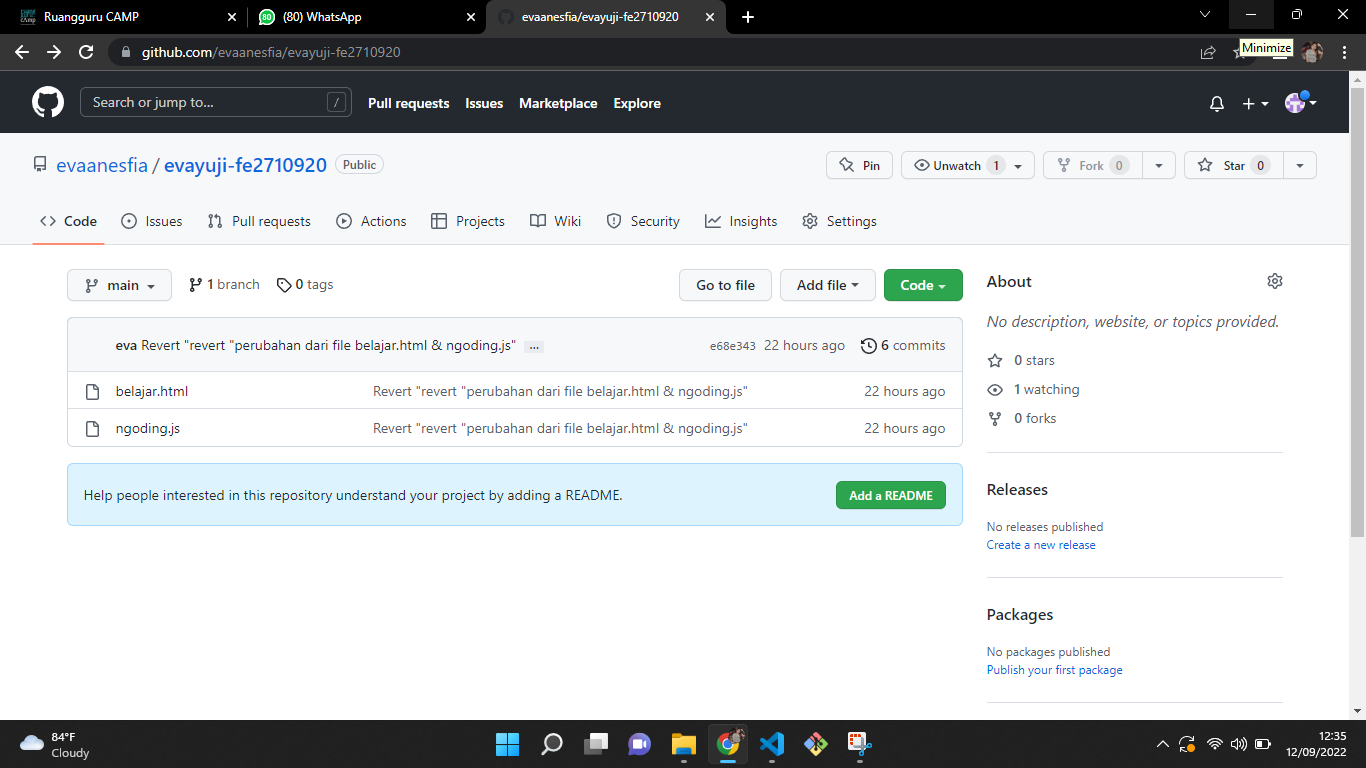 Ruangguru CAMP
(80) WhatsApp
evaanesfia/evayuji-fe2710920
github.com/evaanesfia/evayuji-fe2710920
Minimize
Search or jump to...
/
Pull requests
Issues
Marketplace
Explore
evaanesfia / evayuji-fe2710920
Public
Pin
Unwatch 1
Fork 0
Star 0
Code
Issues
Pull requests
Actions
Projects
Wiki
Security
Insights
Settings
main
1 branch
0 tags
Go to file
Add file
Code
eva Revert "revert "perubahan dari file belajar.html & ngoding.js" ...
e68e343 22 hours ago
6 commits
belajar.html
Revert "revert "perubahan dari file belajar.html & ngoding.js"
22 hours ago
ngoding.js
Revert "revert "perubahan dari file belajar.html & ngoding.js"
22 hours ago
Help people interested in this repository understand your project by adding a README.
Add a README
About
No description, website, or topics provided.
0 stars
1 watching
0 forks
Releases
No releases published
Create a new release
Packages
No packages published
Publish your first package
84°F
Cloudy
12:35
12/09/2022